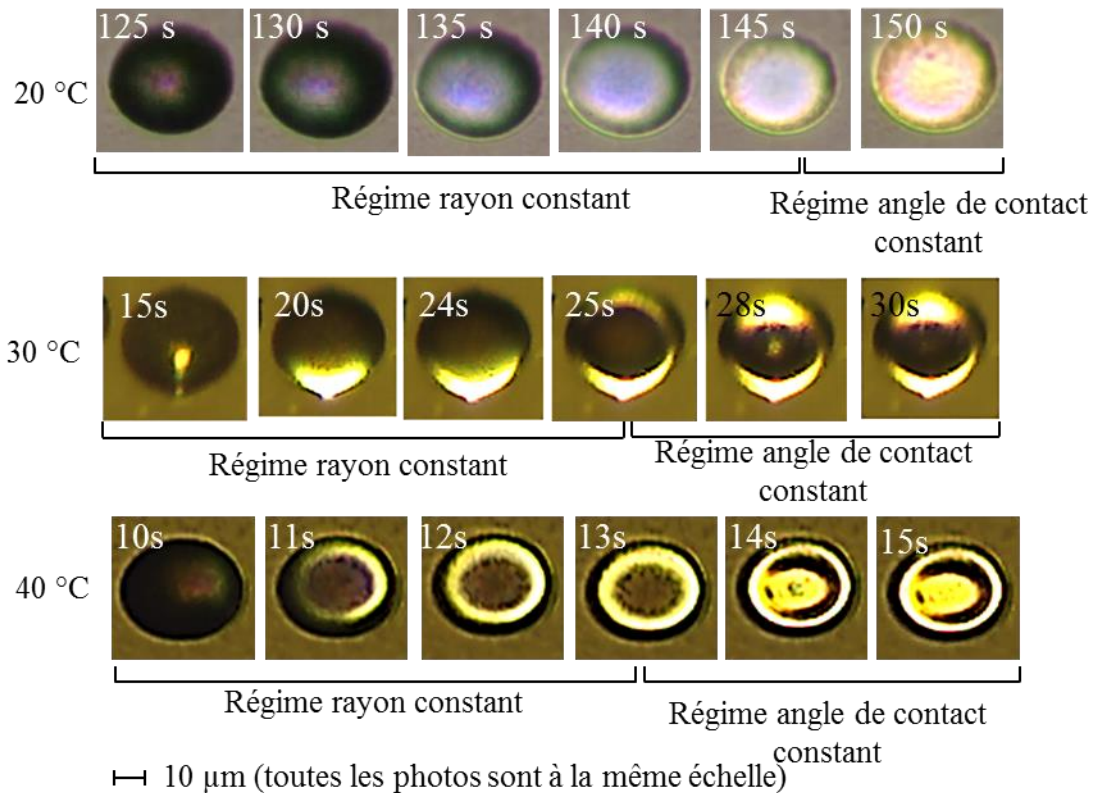 125 s 130 s 135 s 140 s 145 s 150 s
20 °C
Régime rayon constant
Régime angle de contact
constant
15s 20s 24s 25s 28s 30s
30 °C
Régime rayon constant
Régime angle de contact
constant
10s 11s 12s 13s 14s 15s
40 °C
Régime rayon constant
Régime angle de contact
constant
10 µm (toutes les photos sont à la même échelle)